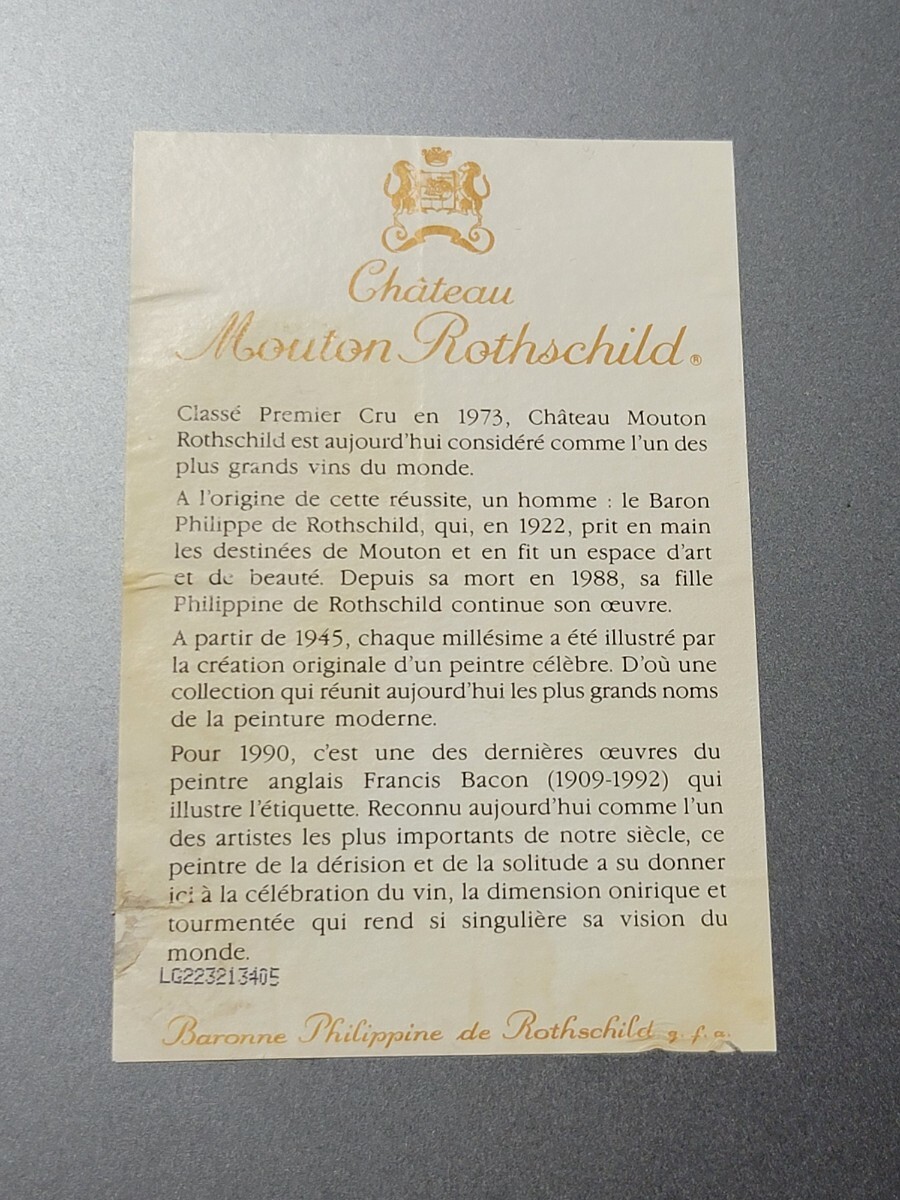 Château
Mouton Rothschild®
Classé Premier Cru en 1973, Château Mouton
Rothschild est aujourd'hui considéré comme l'un des
plus grands vins du monde.
A l'origine de cette réussite, un homme : le Baron
Philippe de Rothschild, qui, en 1922, prit en main
les destinées de Mouton et en fit un espace d'art
et de beauté. Depuis sa mort en 1988, sa fille
Philippine de Rothschild continue son œuvre.
A partir de 1945, chaque millésime a été illustré par
la création originale d'un peintre célèbre. D'où une
collection qui réunit aujourd'hui les plus grands noms
de la peinture moderne.
Pour 1990, c'est une des dernières œuvres du
peintre anglais Francis Bacon (1909-1992) qui
illustre l'étiquette. Reconnu aujourd'hui comme l'un
des artistes les plus importants de notre siècle, ce
peintre de la dérision et de la solitude a su donner
ici à la célébration du vin, la dimension onirique et
tourmentée qui rend si singulière sa vision du
monde.
LG223213405
Baronne Philippine de Rothschild g. f. a.